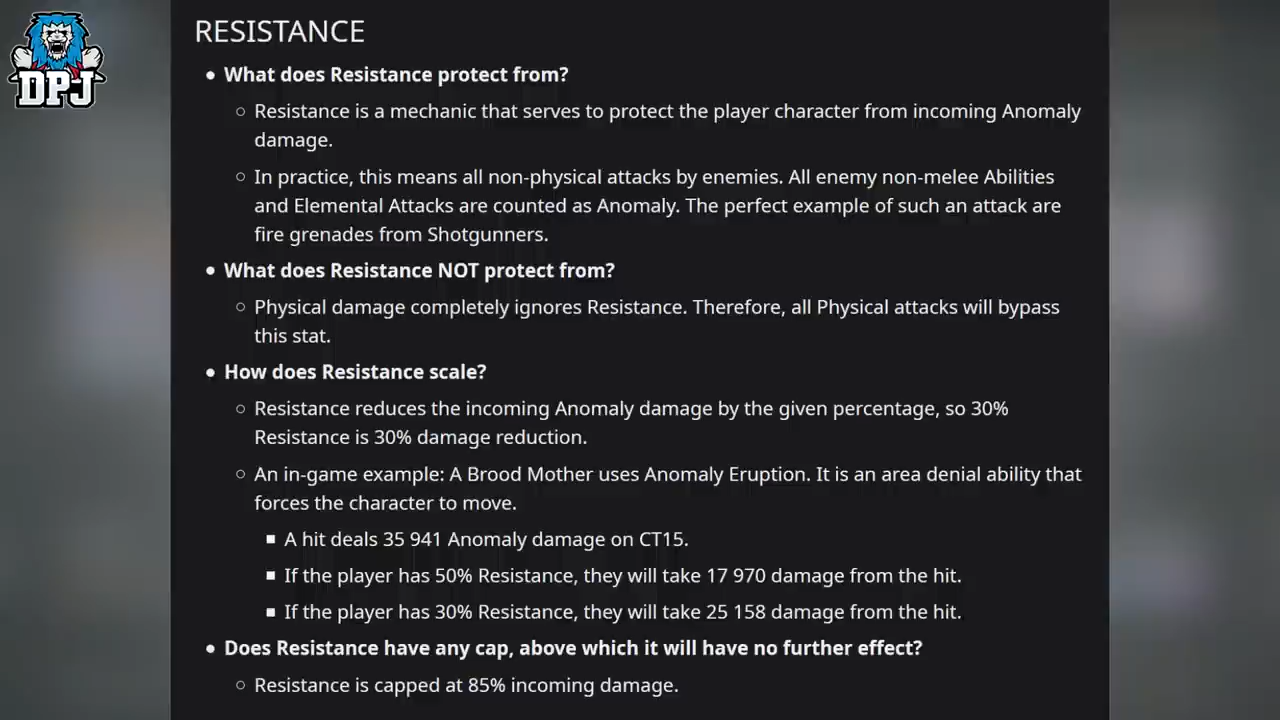 DPJ
RESISTANCE
• What does Resistance protect from?
○ Resistance is a mechanic that serves to protect the player character from incoming Anomaly
damage.
○ In practice, this means all non-physical attacks by enemies. All enemy non-melee Abilities
and Elemental Attacks are counted as Anomaly. The perfect example of such an attack are
fire grenades from Shotgunners.
• What does Resistance NOT protect from?
○ Physical damage completely ignores Resistance. Therefore, all Physical attacks will bypass
this stat.
• How does Resistance scale?
○ Resistance reduces the incoming Anomaly damage by the given percentage, so 30%
Resistance is 30% damage reduction.
○ An in-game example: A Brood Mother uses Anomaly Eruption. It is an area denial ability that
forces the character to move.
▪ A hit deals 35 941 Anomaly damage on CT15.
▪ If the player has 50% Resistance, they will take 17 970 damage from the hit.
▪ If the player has 30% Resistance, they will take 25 158 damage from the hit.
• Does Resistance have any cap, above which it will have no further effect?
○ Resistance is capped at 85% incoming damage.